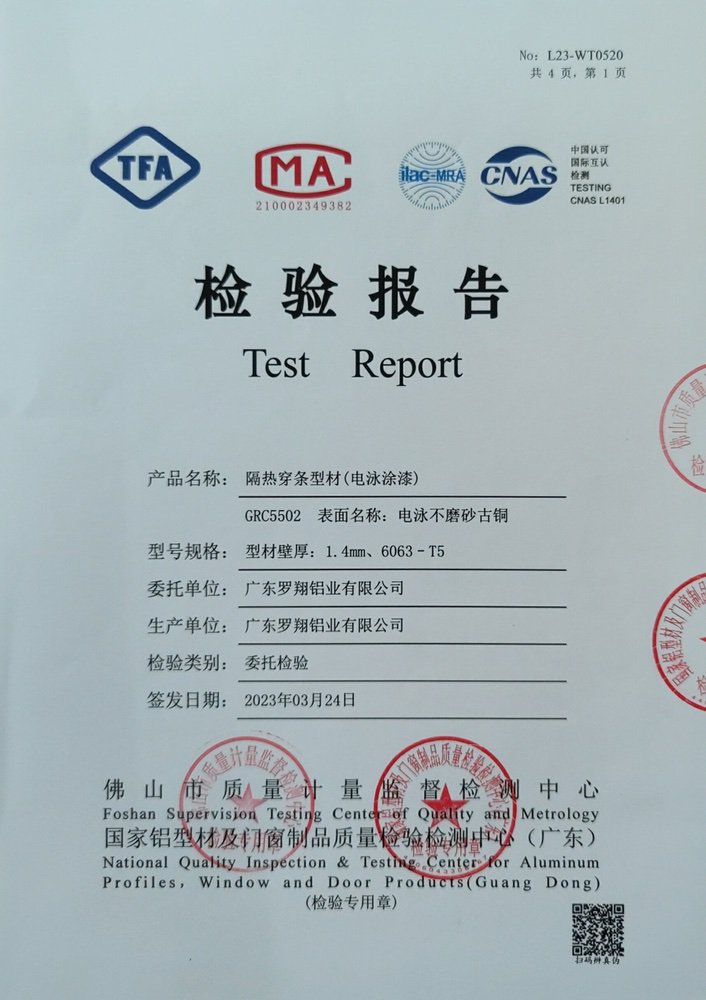 No: L23-WT0520
共 4 页, 第 1 页
TFA
MA
210002349382
ilac-MRA
CNAS
中国认可
国际互认
检测
TESTING
CNAS L1401
检验报告
Test Report
产品名称: 隔热穿条型材(电泳涂漆)
GRC5502 表面名称: 电泳不磨砂古铜
型号规格: 型材壁厚: 1.4mm、6063-T5
委托单位: 广东罗翔铝业有限公司
生产单位: 广东罗翔铝业有限公司
检验类别: 委托检验
签发日期: 2023年03月24日
佛山市质量计量监督检测中心
Foshan Supervision Testing Center of Quality and Metrology
国家铝型材及门窗制品质量检验检测中心（广东）
National Quality Inspection & Testing Center for Aluminum
Profiles, Window and Door Products(Guang Dong)
(检验专用章)
扫码辨真伪